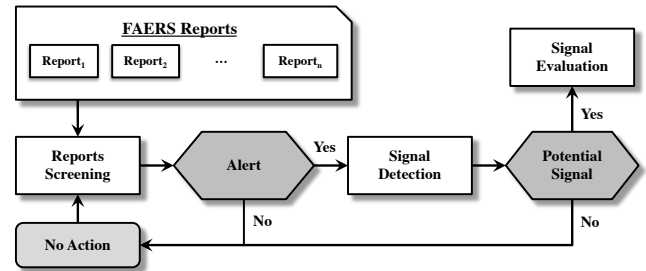 FAERS Reports
Report₁ Report₂ ... Reportₙ
Signal
Evaluation
Yes
Reports
Screening
Alert
Yes
Signal
Detection
Potential
Signal
No
No
No Action